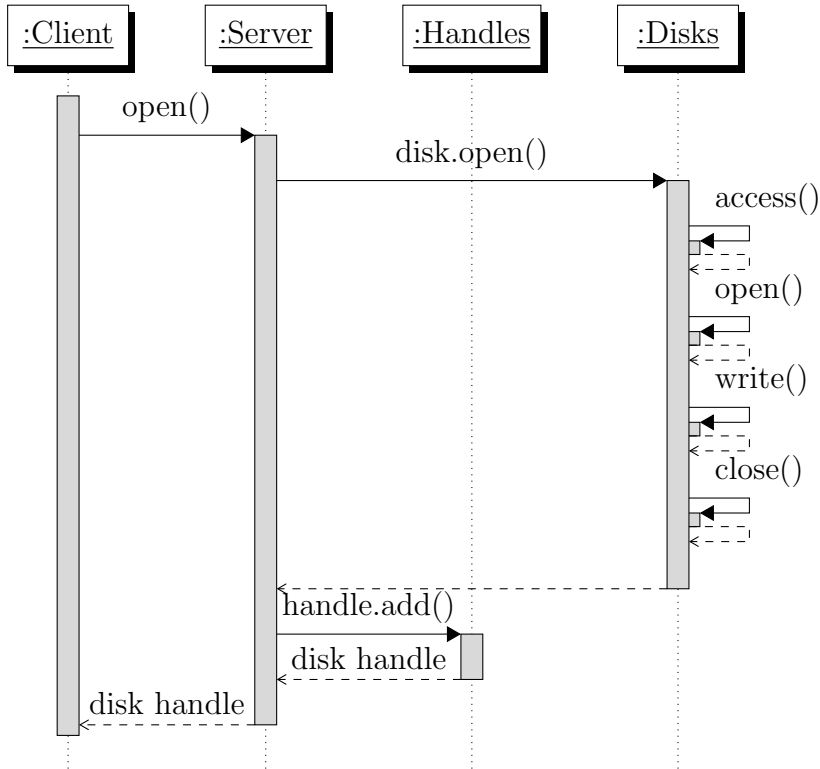 :Client
:Server
:Handles
:Disks
open()
disk.open()
access()
open()
write()
close()
handle.add()
disk handle
disk handle